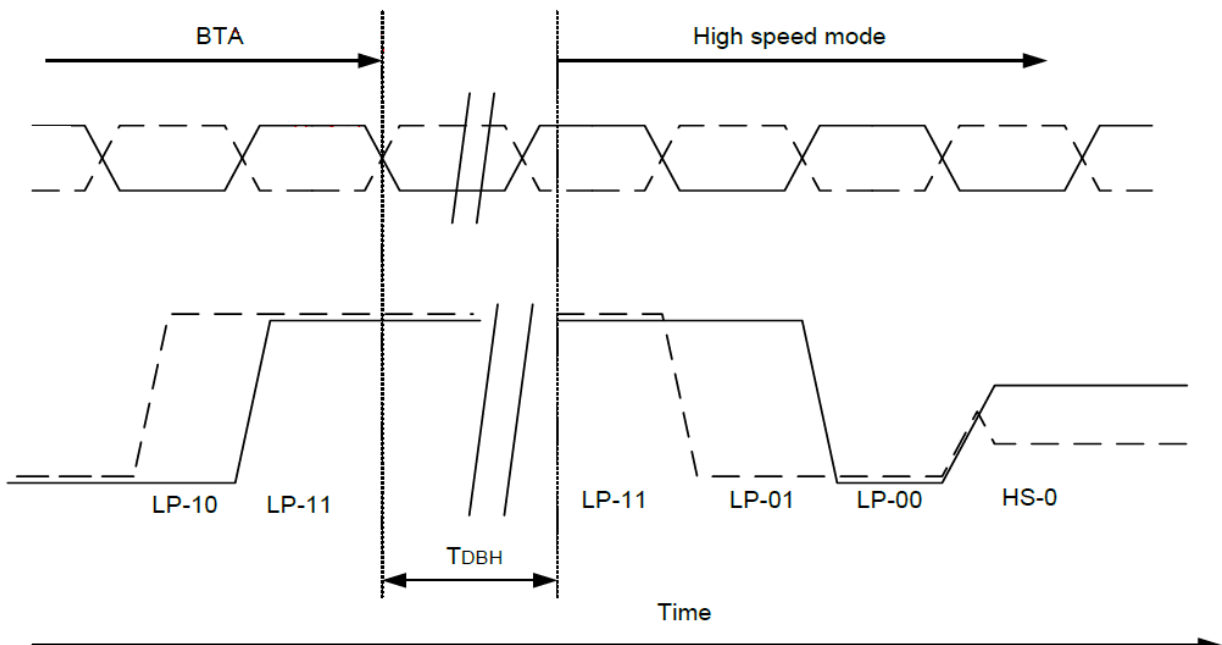 BTA
High speed mode
LP-10
LP-11
LP-11
LP-01
LP-00
HS-0
TDBH
Time